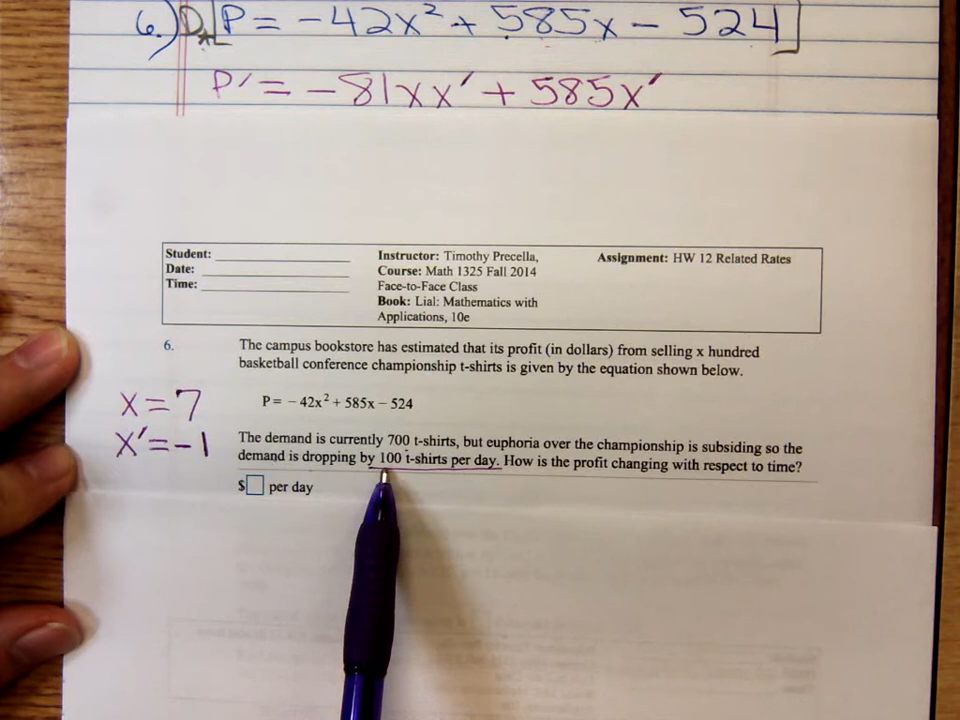 6.) Dₜ[P = -42x² + 585x - 524]
P' = -81xx' + 585x'
Student:
Date:
Time:
Instructor: Timothy Precella,
Course: Math 1325 Fall 2014
Face-to-Face Class
Book: Lial: Mathematics with
Applications, 10e
Assignment: HW 12 Related Rates
6.
The campus bookstore has estimated that its profit (in dollars) from selling x hundred
basketball conference championship t-shirts is given by the equation shown below.
x = 7
P = - 42x² + 585x - 524
x' = -1
The demand is currently 700 t-shirts, but euphoria over the championship is subsiding so the
demand is dropping by 100 t-shirts per day. How is the profit changing with respect to time?
$ per day